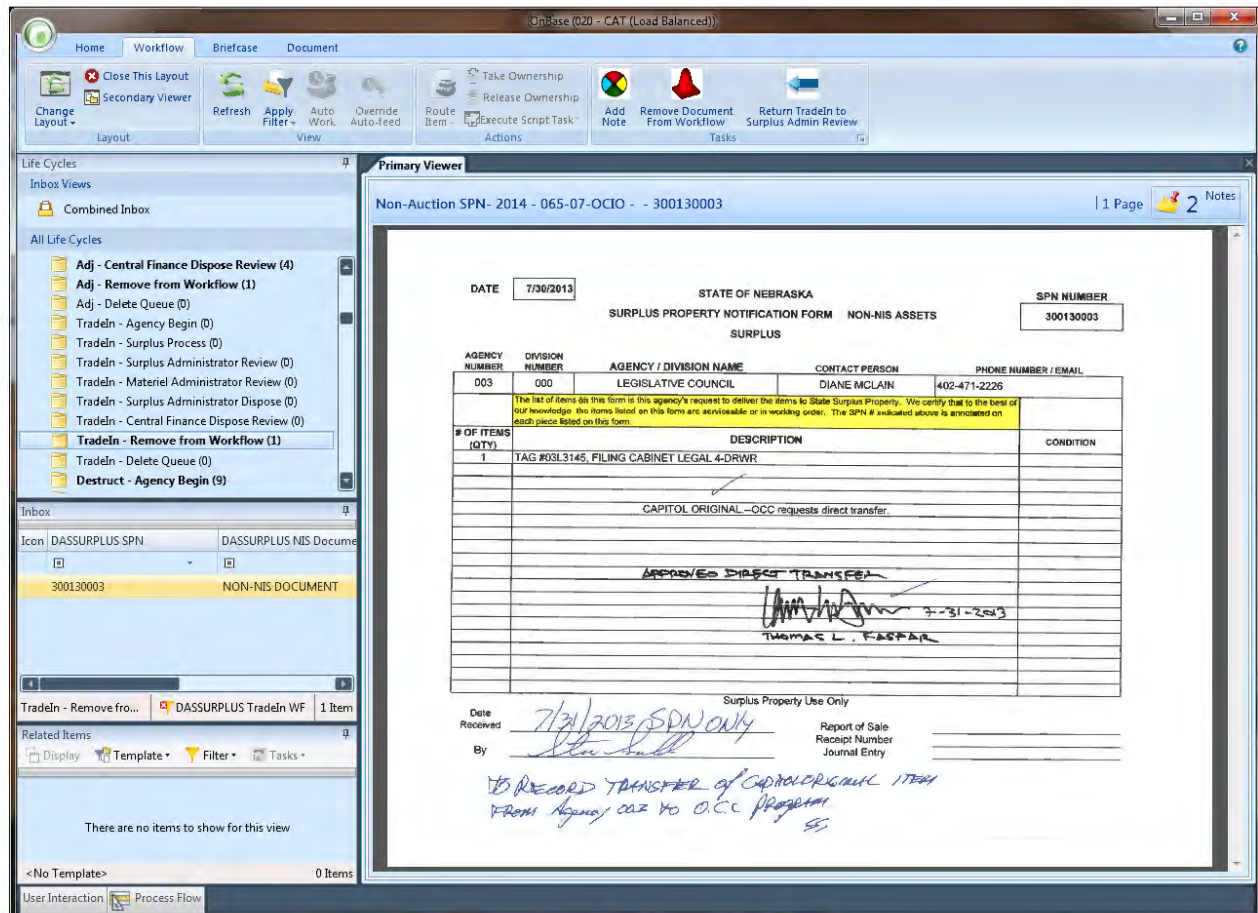 OnBase (020 - CAT (Load Balanced))
Home Workflow Briefcase Document
Change Layout
Close This Layout
Secondary Viewer
Layout
Refresh
Apply Filter
Auto Work
Override Auto-feed
View
Route Item
Take Ownership
Release Ownership
Execute Script Task
Actions
Add Note
Remove Document From Workflow
Return TradeIn to Surplus Admin Review
Tasks
Life Cycles
Inbox Views
Combined Inbox
All Life Cycles
Adj - Central Finance Dispose Review (4)
Adj - Remove from Workflow (1)
Adj - Delete Queue (0)
TradeIn - Agency Begin (0)
TradeIn - Surplus Process (0)
TradeIn - Surplus Administrator Review (0)
TradeIn - Materiel Administrator Review (0)
TradeIn - Surplus Administrator Dispose (0)
TradeIn - Central Finance Dispose Review (0)
TradeIn - Remove from Workflow (1)
TradeIn - Delete Queue (0)
Destruct - Agency Begin (9)
Inbox
Icon DASSURPLUS SPN DASSURPLUS NIS Docume
300130003 NON-NIS DOCUMENT
TradeIn - Remove fro... DASSURPLUS TradeIn WF 1 Item
Related Items
Display Template Filter Tasks
There are no items to show for this view
<No Template> 0 Items
User Interaction Process Flow
Primary Viewer
Non-Auction SPN- 2014 - 065-07-OCIO - - 300130003 | 1 Page 2 Notes
DATE 7/30/2013
STATE OF NEBRASKA
SPN NUMBER
SURPLUS PROPERTY NOTIFICATION FORM NON-NIS ASSETS
300130003
SURPLUS
AGENCY NUMBER DIVISION NUMBER AGENCY / DIVISION NAME CONTACT PERSON PHONE NUMBER / EMAIL
003 000 LEGISLATIVE COUNCIL DIANE MCLAIN 402-471-2226
The list of items on this form is this agency's request to deliver the items to State Surplus Property. We certify that to the best of
our knowledge the items listed on this form are serviceable or in working order. The SPN # indicated above is annotated on
each piece listed on this form.
# OF ITEMS (QTY) DESCRIPTION CONDITION
1 TAG #03L3145, FILING CABINET LEGAL 4-DRWR
CAPITOL ORIGINAL.--OCC requests direct transfer.
APPROVED DIRECT TRANSFER
7-31-2013
THOMAS L. KASPAR
Surplus Property Use Only
Date Received 7/31/2013 SPN ONLY
By
Report of Sale
Receipt Number
Journal Entry
TO RECORD TRANSFER of CAPITOL ORIGINAL ITEM
FROM Agency 003 to O.C.C Program
SS